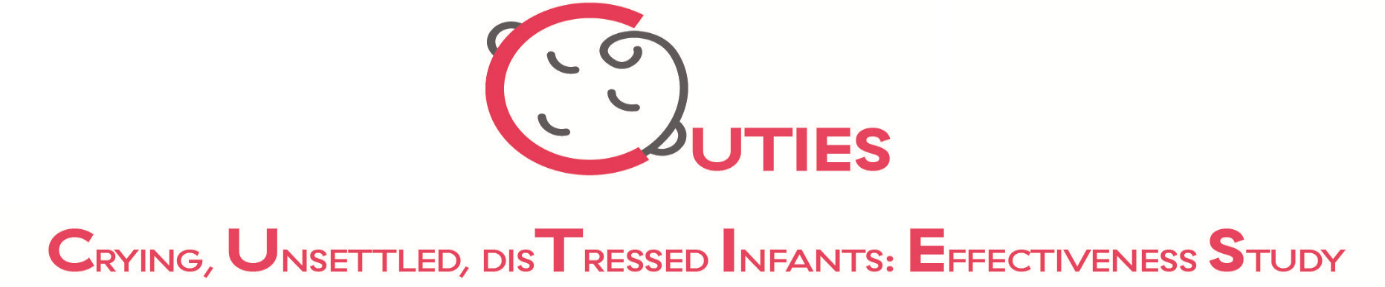 CUTIES
CRYING, UNSETTLED, DISTRESSED INFANTS: EFFECTIVENESS STUDY